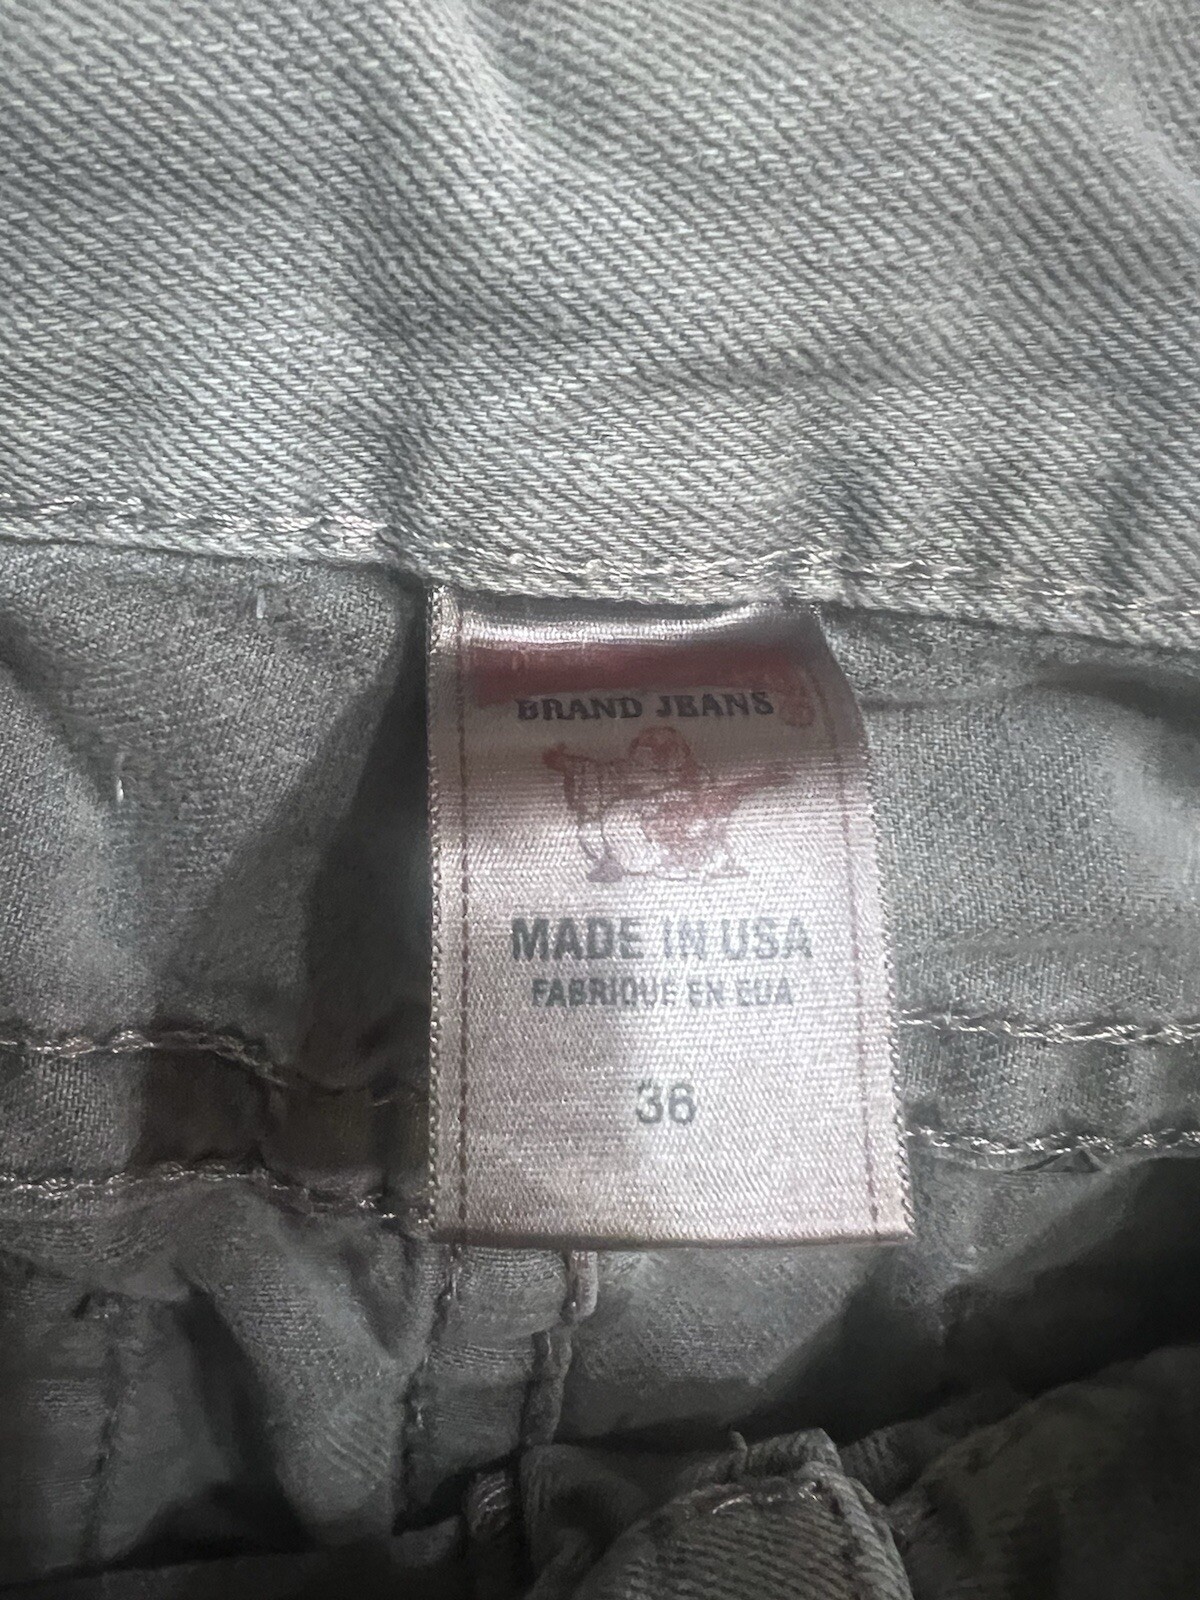 BRAND JEANS
MADE IN USA
FABRIQUE EN EUA
36